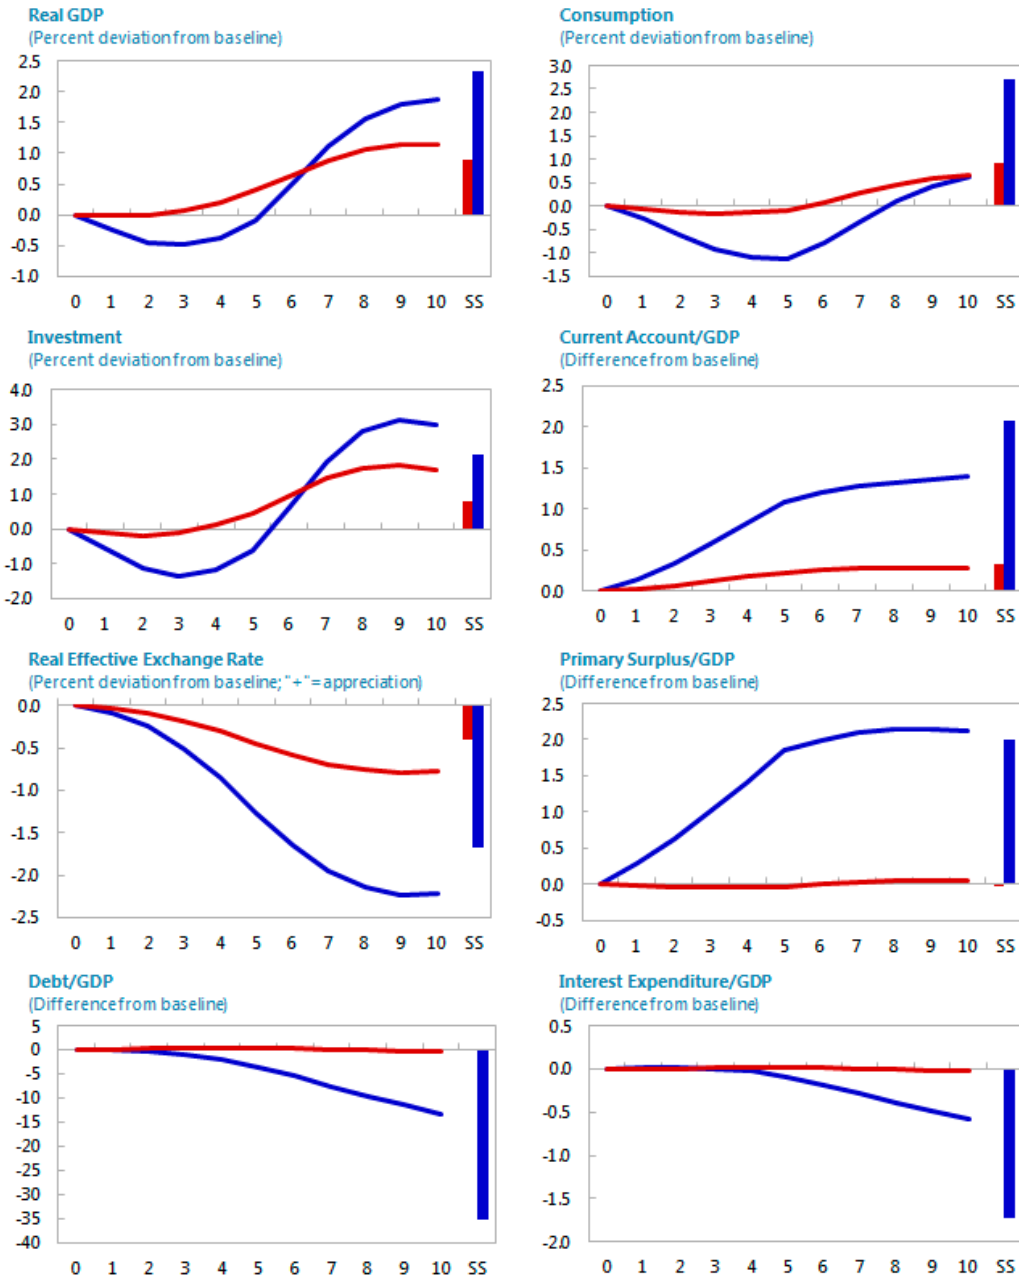 Real GDP
(Percent deviation from baseline)
2.5
2.0
1.5
1.0
0.5
0.0
-0.5
-1.0
0 1 2 3 4 5 6 7 8 9 10 SS
Consumption
(Percent deviation from baseline)
3.0
2.5
2.0
1.5
1.0
0.5
0.0
-0.5
-1.0
-1.5
0 1 2 3 4 5 6 7 8 9 10 SS
Investment
(Percent deviation from baseline)
4.0
3.0
2.0
1.0
0.0
-1.0
-2.0
0 1 2 3 4 5 6 7 8 9 10 SS
Current Account/GDP
(Difference from baseline)
2.5
2.0
1.5
1.0
0.5
0.0
0 1 2 3 4 5 6 7 8 9 10 SS
Real Effective Exchange Rate
(Percent deviation from baseline; "+"= appreciation)
0.0
-0.5
-1.0
-1.5
-2.0
-2.5
0 1 2 3 4 5 6 7 8 9 10 SS
Primary Surplus/GDP
(Difference from baseline)
2.5
2.0
1.5
1.0
0.5
0.0
-0.5
0 1 2 3 4 5 6 7 8 9 10 SS
Debt/GDP
(Difference from baseline)
5
0
-5
-10
-15
-20
-25
-30
-35
-40
0 1 2 3 4 5 6 7 8 9 10 SS
Interest Expenditure/GDP
(Difference from baseline)
0.5
0.0
-0.5
-1.0
-1.5
-2.0
0 1 2 3 4 5 6 7 8 9 10 SS